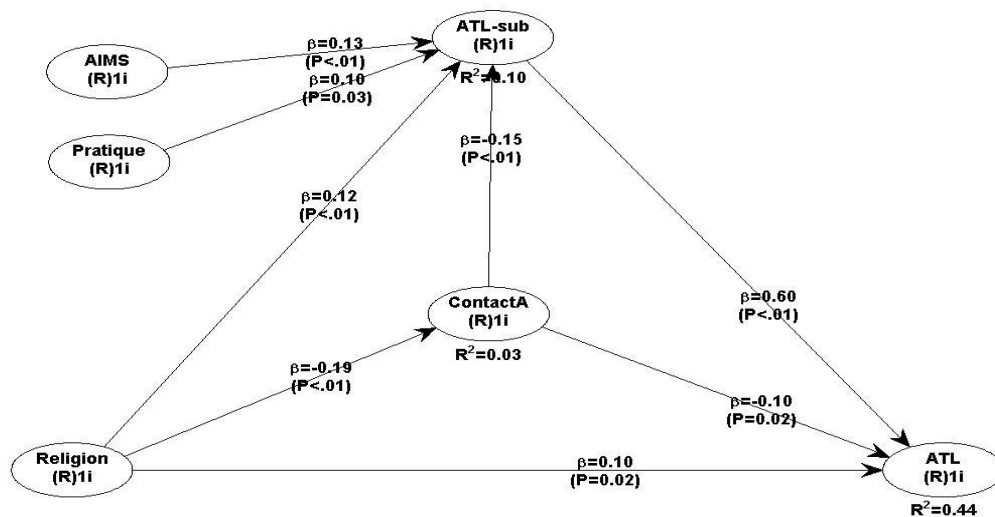 ATL-sub
(R)1i
R²=0.10
AIMS
(R)1i
β=0.13
(P<.01)
β=0.10
(P=0.03)
Pratique
(R)1i
β=-0.15
(P<.01)
β=0.12
(P<.01)
ContactA
(R)1i
R²=0.03
β=0.60
(P<.01)
β=-0.19
(P<.01)
β=-0.10
(P=0.02)
Religion
(R)1i
β=0.10
(P=0.02)
ATL
(R)1i
R²=0.44